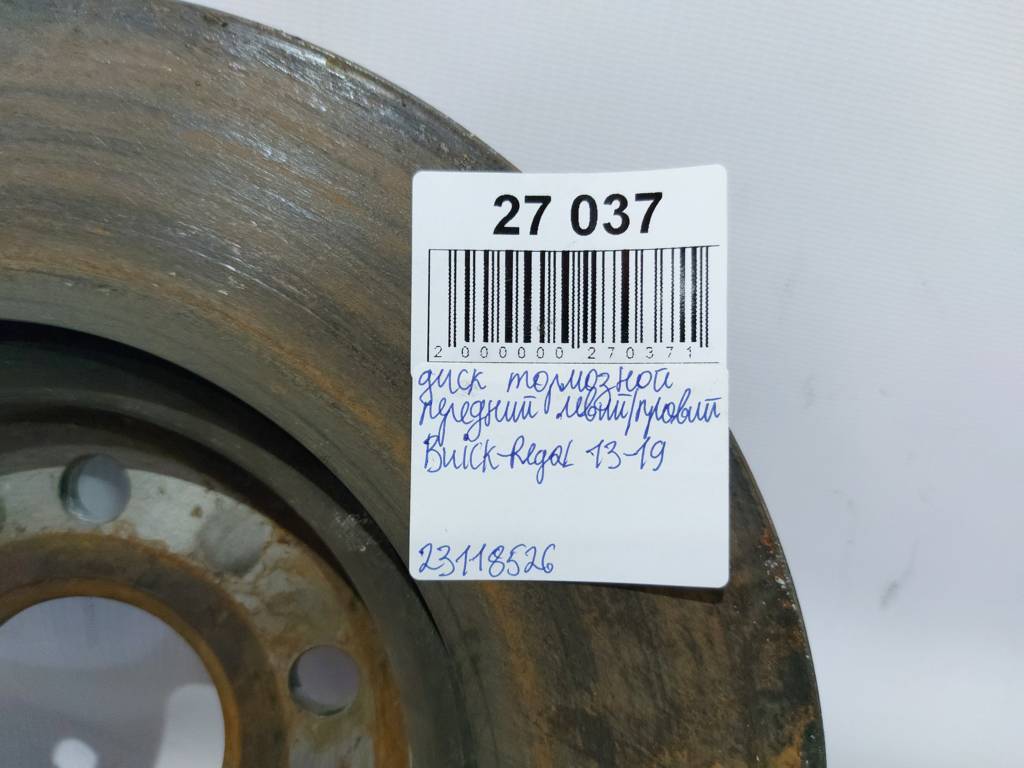 27 037
2 000000 270371
диск тормозной
передний левый/правый
Buick Regal 13-19
23118526